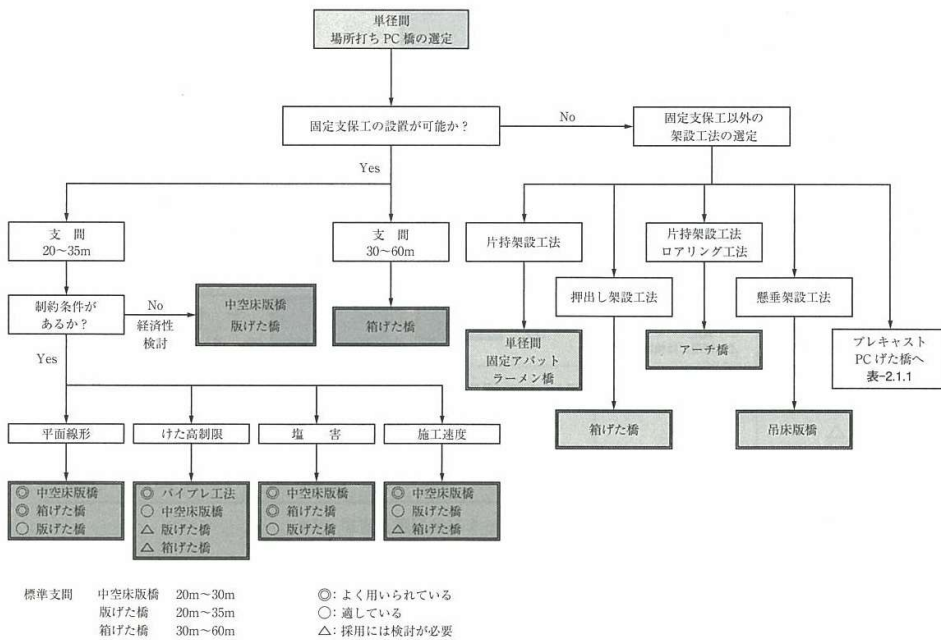 単径間
場所打ちPC橋の選定
固定支保工の設置が可能か？
No
固定支保工以外の
架設工法の選定
Yes
支　間
20～35m
支　間
30～60m
片持架設工法
片持架設工法
ロアリング工法
押出し架設工法
懸垂架設工法
制約条件が
あるか？
No
経済性
検討
中空床版橋
版げた橋
箱げた橋
単径間
固定アバット
ラーメン橋
アーチ橋
プレキャスト
PCげた橋へ
表-2.1.1
Yes
箱げた橋
吊床版橋
平面線形
けた高制限
塩　害
施工速度
◎ 中空床版橋
◎ 箱げた橋
○ 版げた橋
◎ バイプレ工法
○ 中空床版橋
△ 版げた橋
△ 箱げた橋
◎ 中空床版橋
◎ 箱げた橋
○ 版げた橋
◎ 中空床版橋
○ 版げた橋
△ 箱げた橋
標準支間　中空床版橋　20m～30m
版げた橋　20m～35m
箱げた橋　30m～60m
◎：よく用いられている
○：適している
△：採用には検討が必要